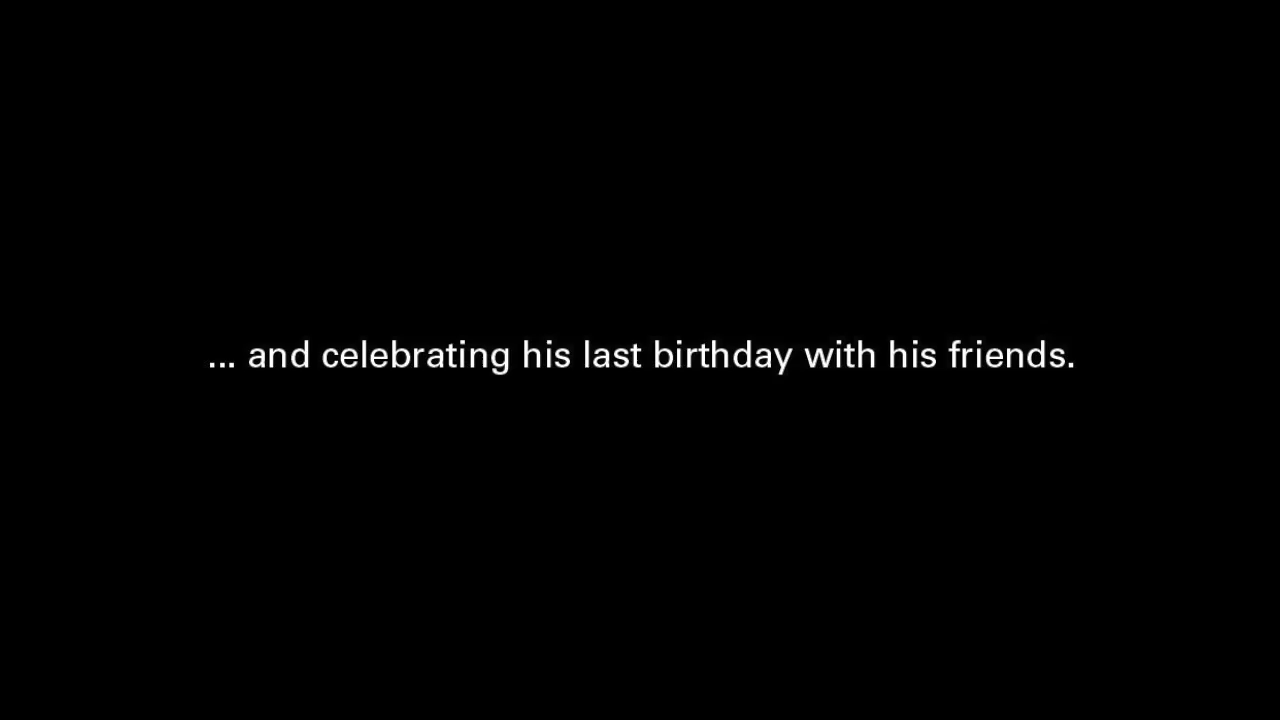 ... and celebrating his last birthday with his friends.